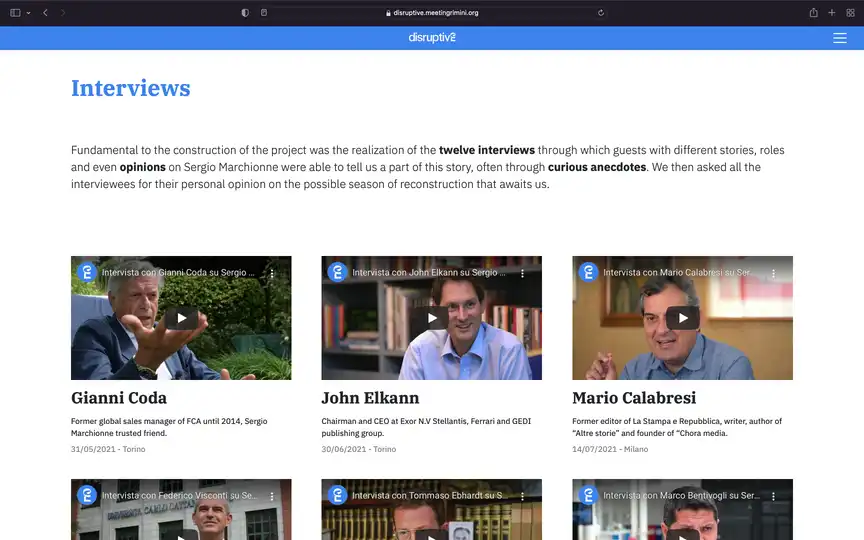 disruptive.meetingrimini.org
disruptiv
Interviews
Fundamental to the construction of the project was the realization of the twelve interviews through which guests with different stories, roles
and even opinions on Sergio Marchionne were able to tell us a part of this story, often through curious anecdotes. We then asked all the
interviewees for their personal opinion on the possible season of reconstruction that awaits us.
Intervista con Gianni Coda su Sergio ...
Intervista con John Elkann su Sergio ...
Intervista con Mario Calabresi su Ser...
Gianni Coda
John Elkann
Mario Calabresi
Former global sales manager of FCA until 2014, Sergio
Marchionne trusted friend.
Chairman and CEO at Exor N.V Stellantis, Ferrari and GEDI
publishing group.
Former editor of La Stampa e Repubblica, writer, author of
“Altre storie” and founder of “Chora media.
31/05/2021 - Torino
30/06/2021 - Torino
14/07/2021 - Milano
Intervista con Federico Visconti su Se...
Intervista con Tommaso Ebhardt su S...
Intervista con Marco Bentivogli su Ser...
UNIVERSITÀ CARLO CATTAN